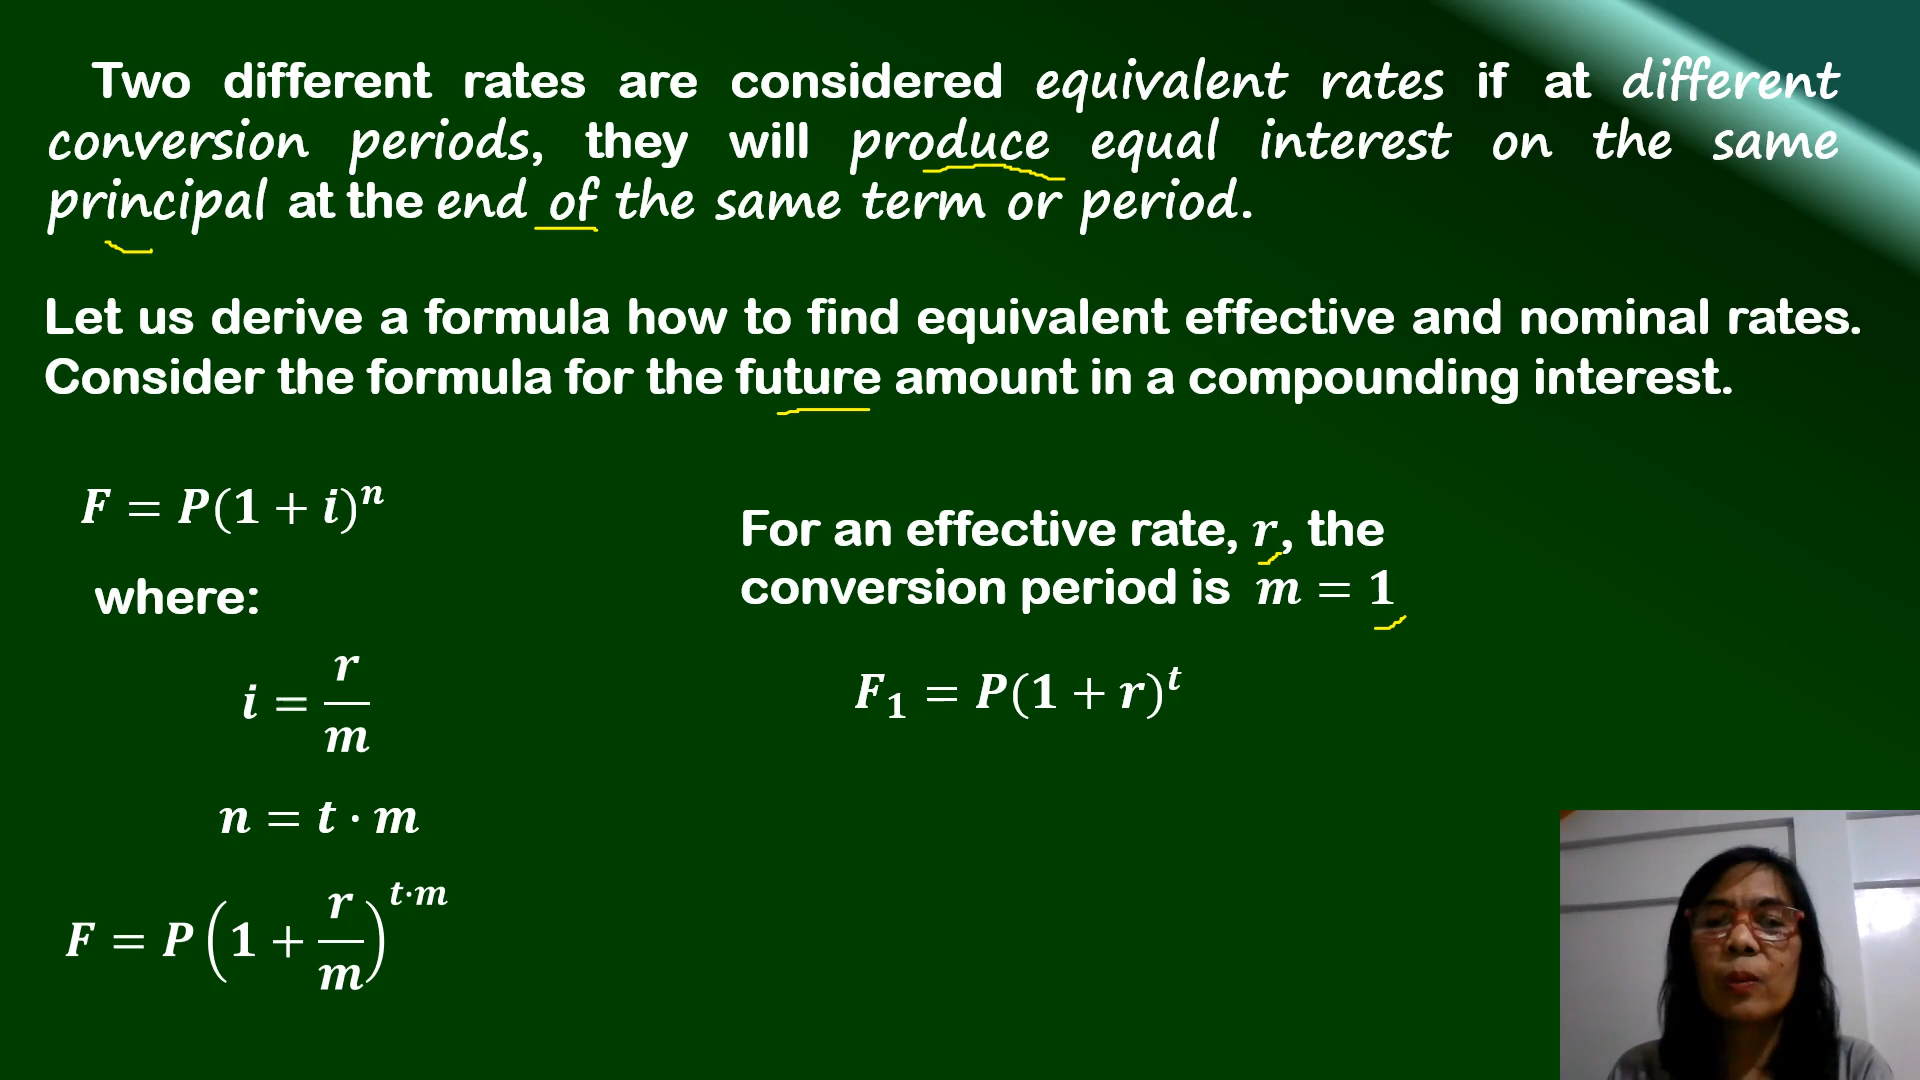 Two different rates are considered equivalent rates if at different
conversion periods, they will produce equal interest on the same
principal at the end of the same term or period.
Let us derive a formula how to find equivalent effective and nominal rates.
Consider the formula for the future amount in a compounding interest.
F = P(1 + i)^n
where:
i = r/m
n = t · m
F = P(1 + r/m)^{t·m}
For an effective rate, r, the
conversion period is m = 1
F₁ = P(1 + r)^t